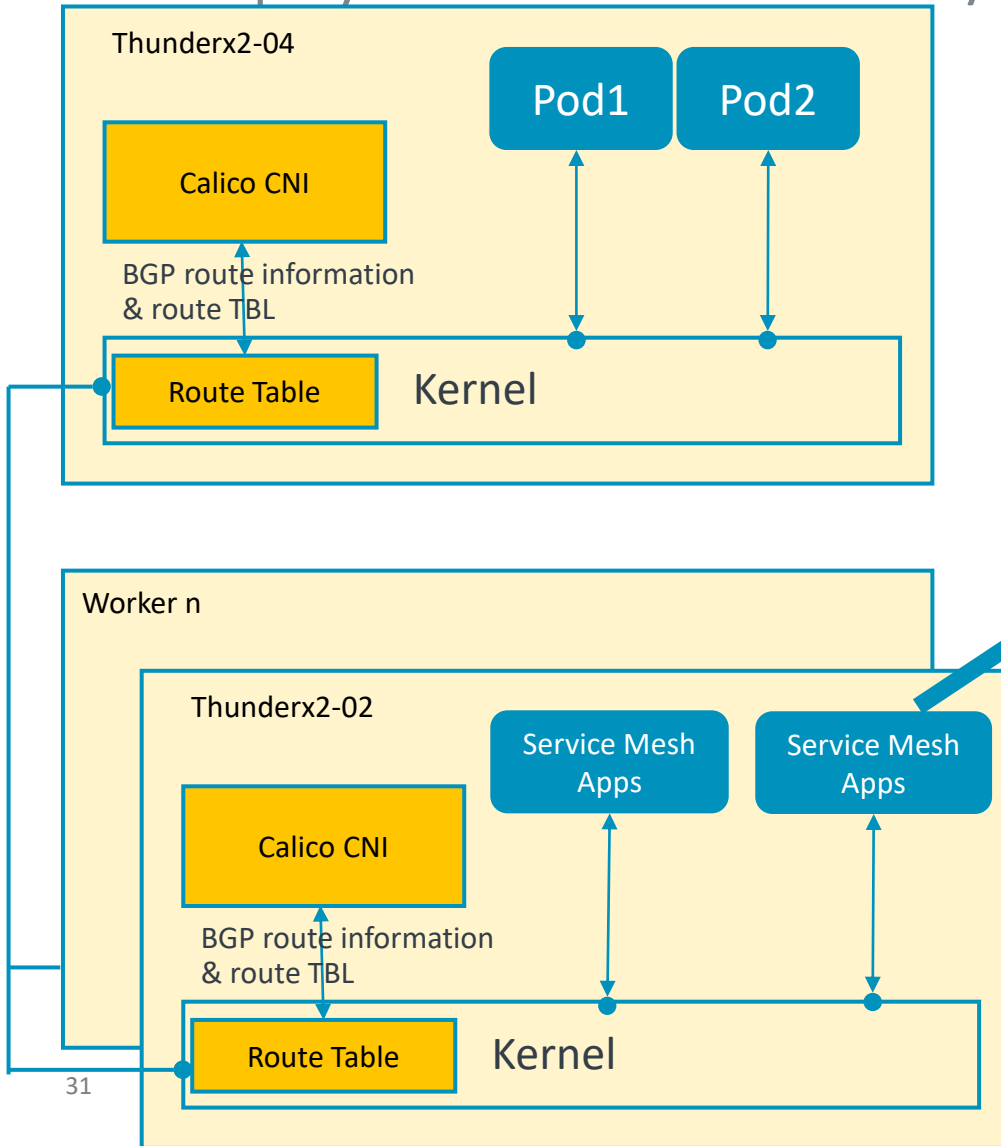 Thunderx2-04
Pod1
Pod2
Calico CNI
BGP route information
& route TBL
Route Table
Kernel
Worker n
Thunderx2-02
Service Mesh
Apps
Service Mesh
Apps
Calico CNI
BGP route information
& route TBL
Route Table
Kernel
31